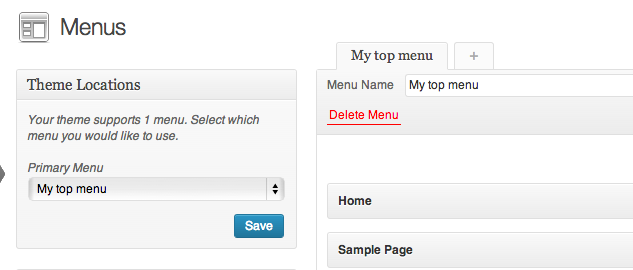 Menus
Theme Locations
Your theme supports 1 menu. Select which
menu you would like to use.
Primary Menu
My top menu
Save
My top menu +
Menu Name My top menu
Delete Menu
Home
Sample Page